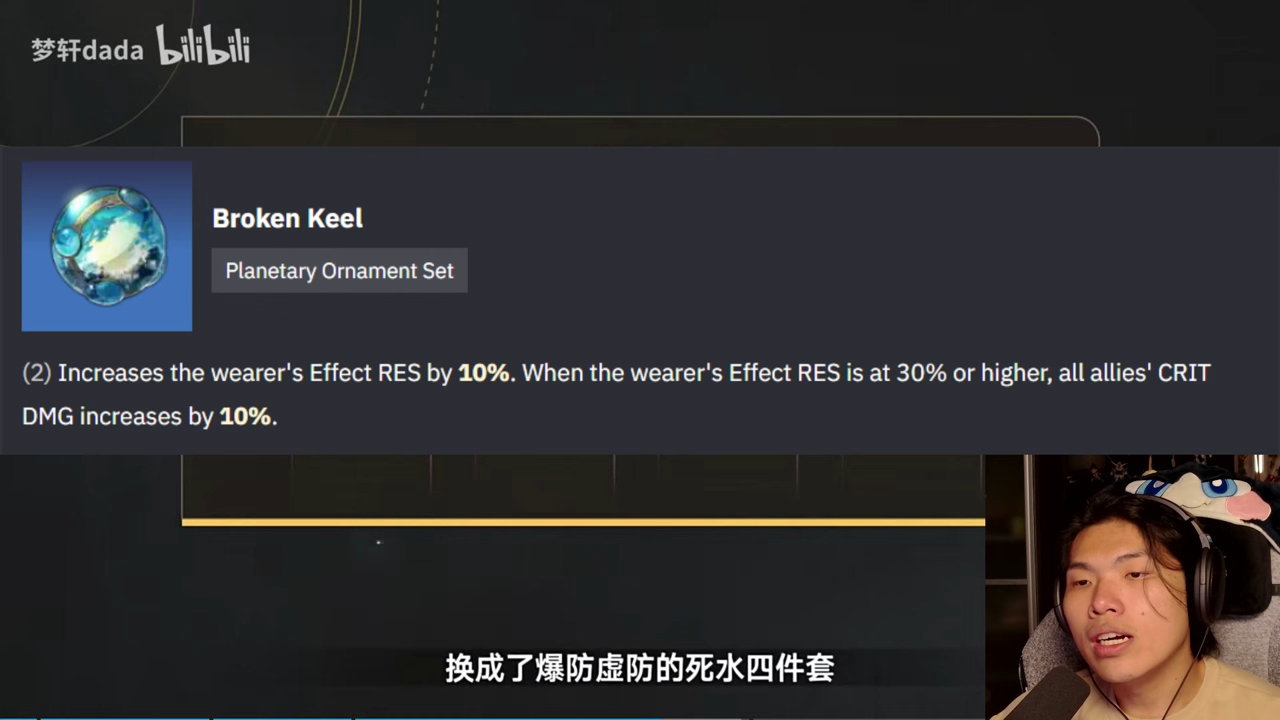 梦轩dada bilibili
Broken Keel
Planetary Ornament Set
(2) Increases the wearer's Effect RES by 10%. When the wearer's Effect RES is at 30% or higher, all allies' CRIT
DMG increases by 10%.
换成了爆防虚防的死水四件套